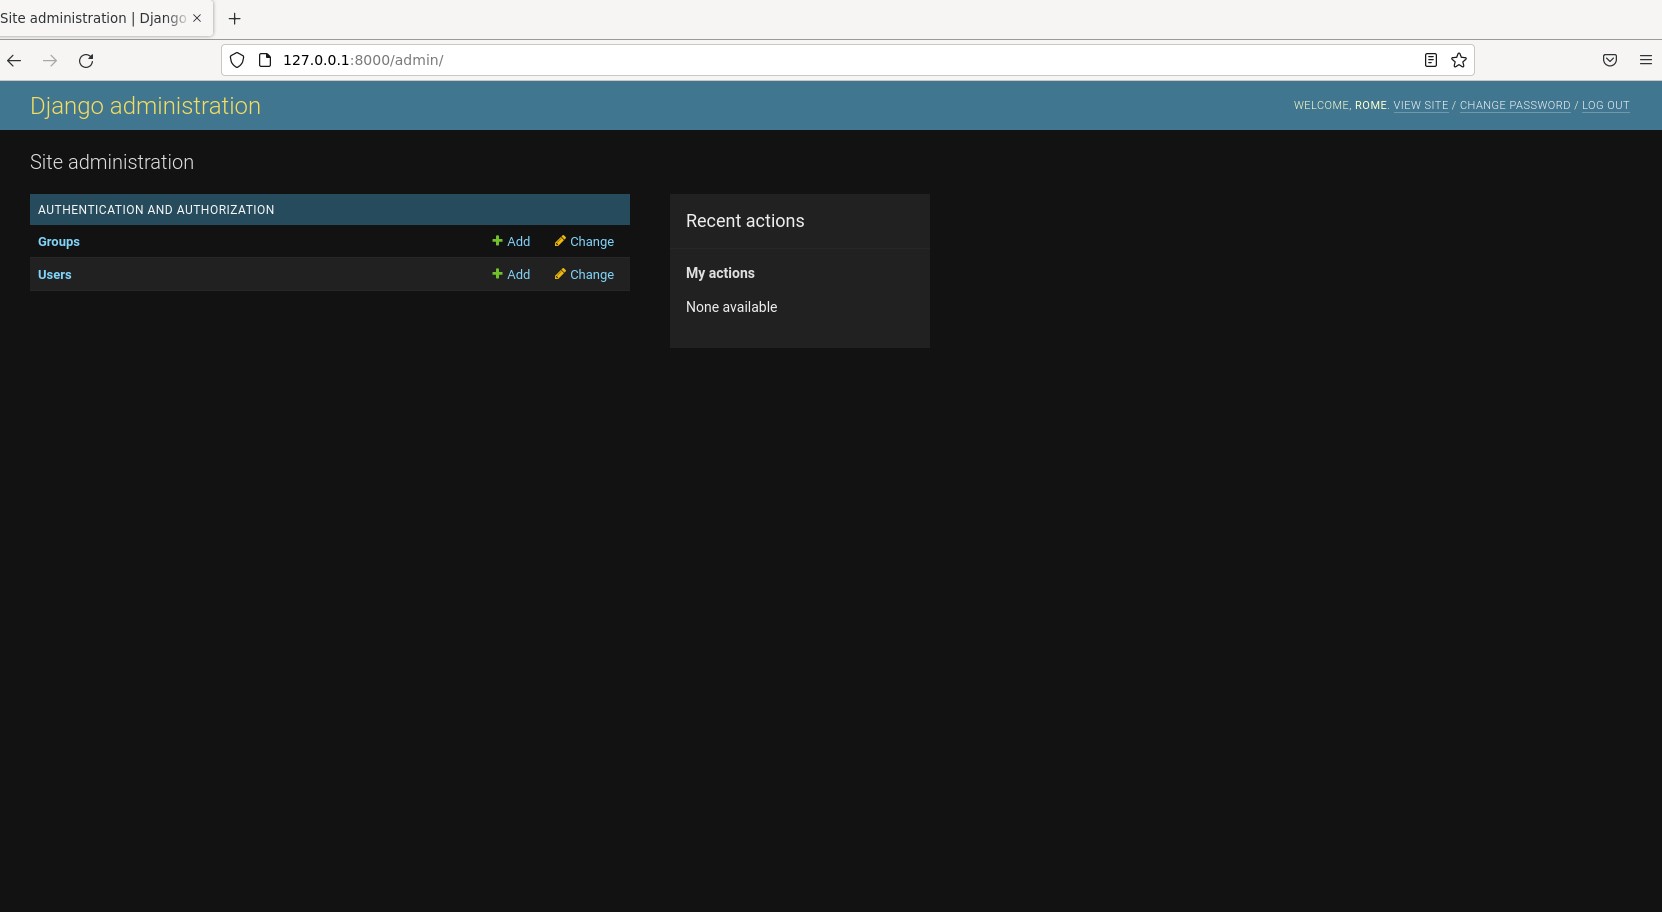 Site administration | Django
127.0.0.1:8000/admin/
Django administration
WELCOME, ROME. VIEW SITE / CHANGE PASSWORD / LOG OUT
Site administration
AUTHENTICATION AND AUTHORIZATION
Groups Add Change
Users Add Change
Recent actions
My actions
None available